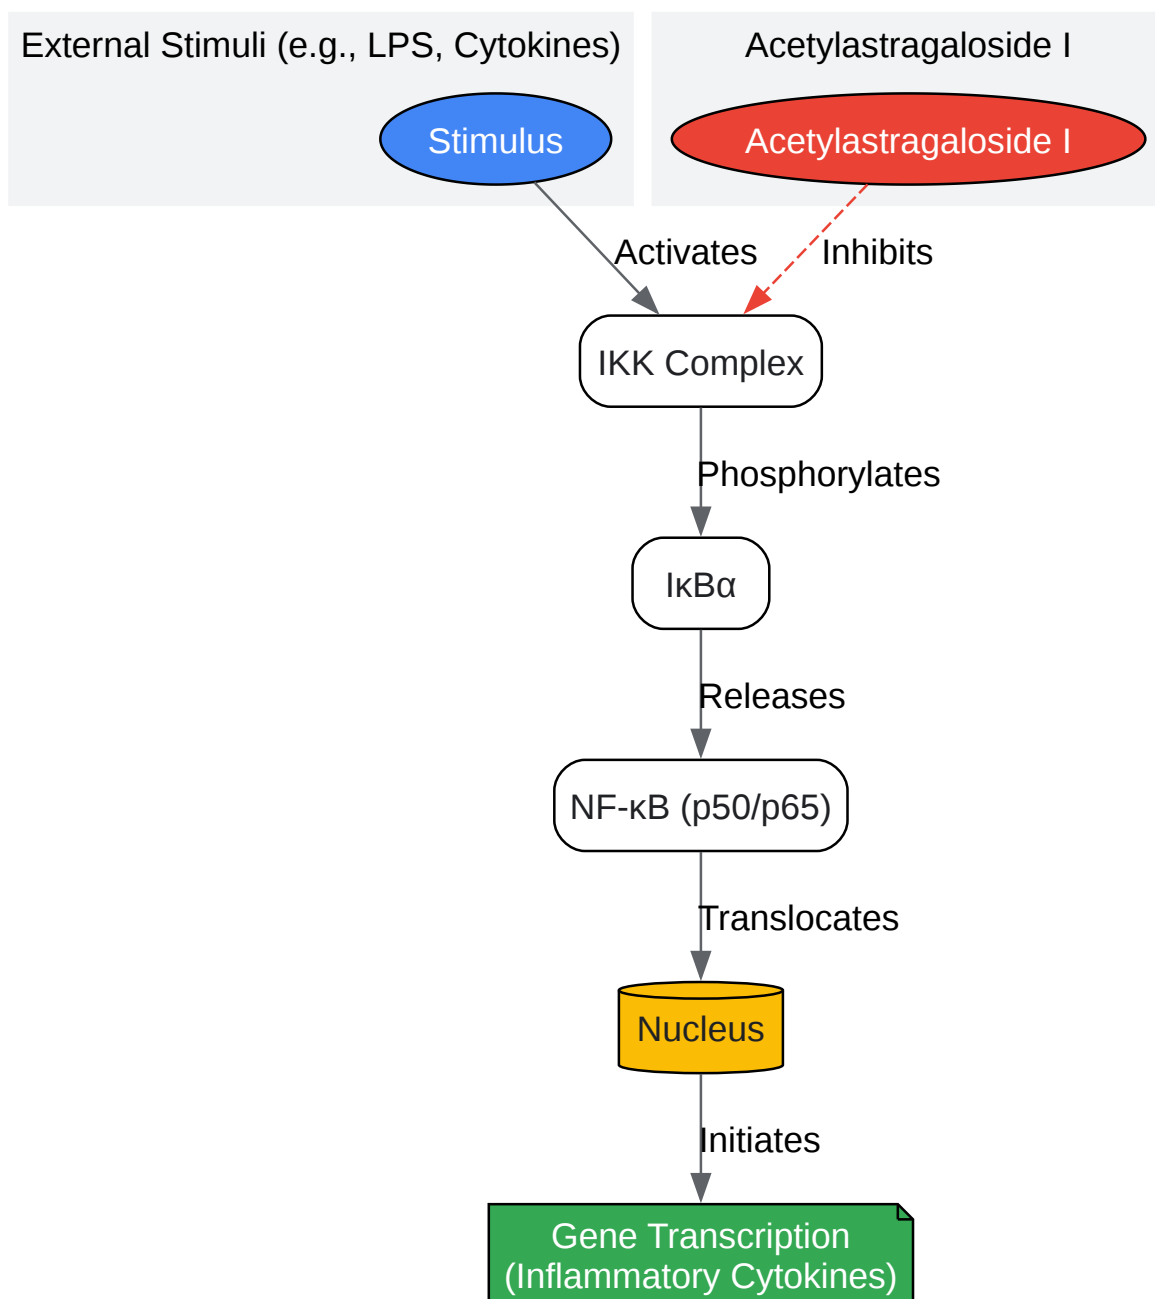 External Stimuli (e.g., LPS, Cytokines)
Acetylastragaloside I
Stimulus
Acetylastragaloside I
Activates
Inhibits
IKK Complex
Phosphorylates
IκBα
Releases
NF-κB (p50/p65)
Translocates
Nucleus
Initiates
Gene Transcription
(Inflammatory Cytokines)